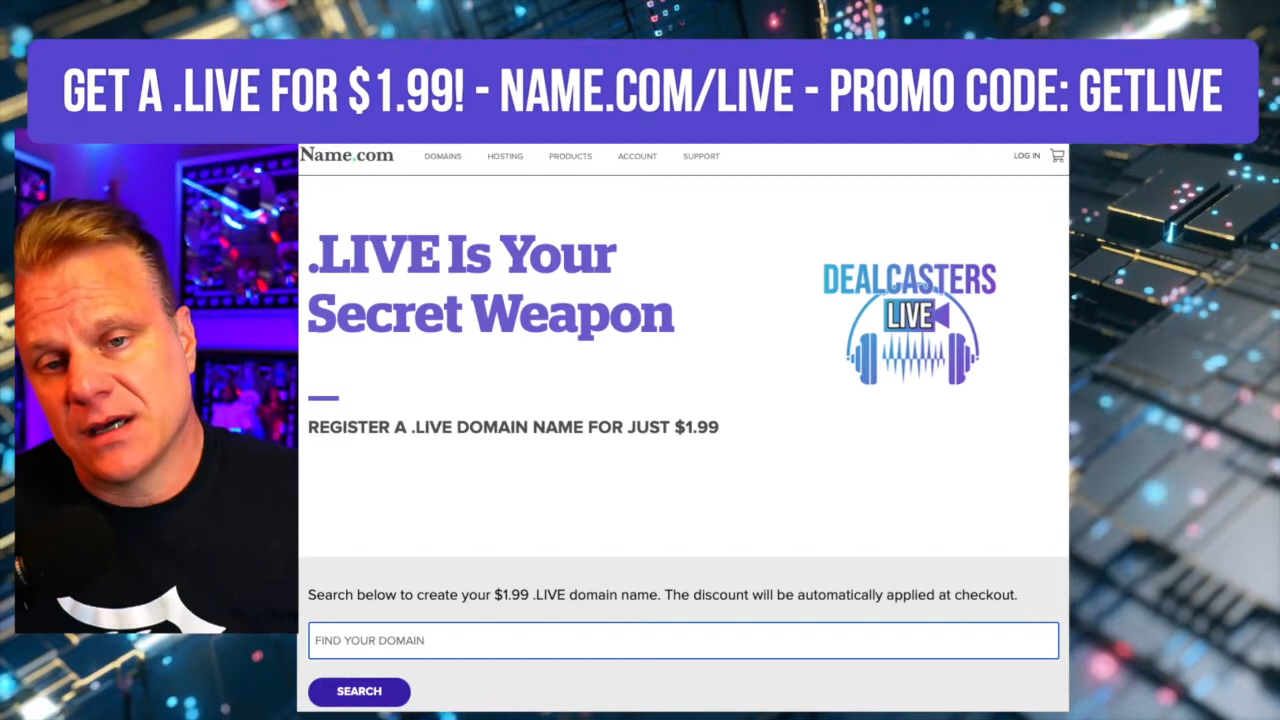 GET A .LIVE FOR $1.99! - NAME.COM/LIVE - PROMO CODE: GETLIVE
Name.com DOMAINS HOSTING PRODUCTS ACCOUNT SUPPORT LOG IN
.LIVE Is Your
Secret Weapon
DEALCASTERS
LIVE
REGISTER A .LIVE DOMAIN NAME FOR JUST $1.99
Search below to create your $1.99 .LIVE domain name. The discount will be automatically applied at checkout.
FIND YOUR DOMAIN
SEARCH